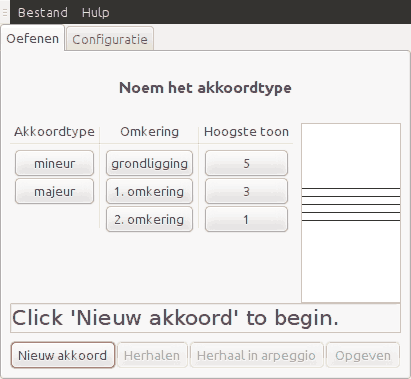 Bestand Hulp
Oefenen Configuratie
Noem het akkoordtype
Akkoordtype Omkering Hoogste toon
mineur grondligging 5
majeur 1. omkering 3
2. omkering 1
Click 'Nieuw akkoord' to begin.
Nieuw akkoord Herhalen Herhaal in arpeggio Opgeven